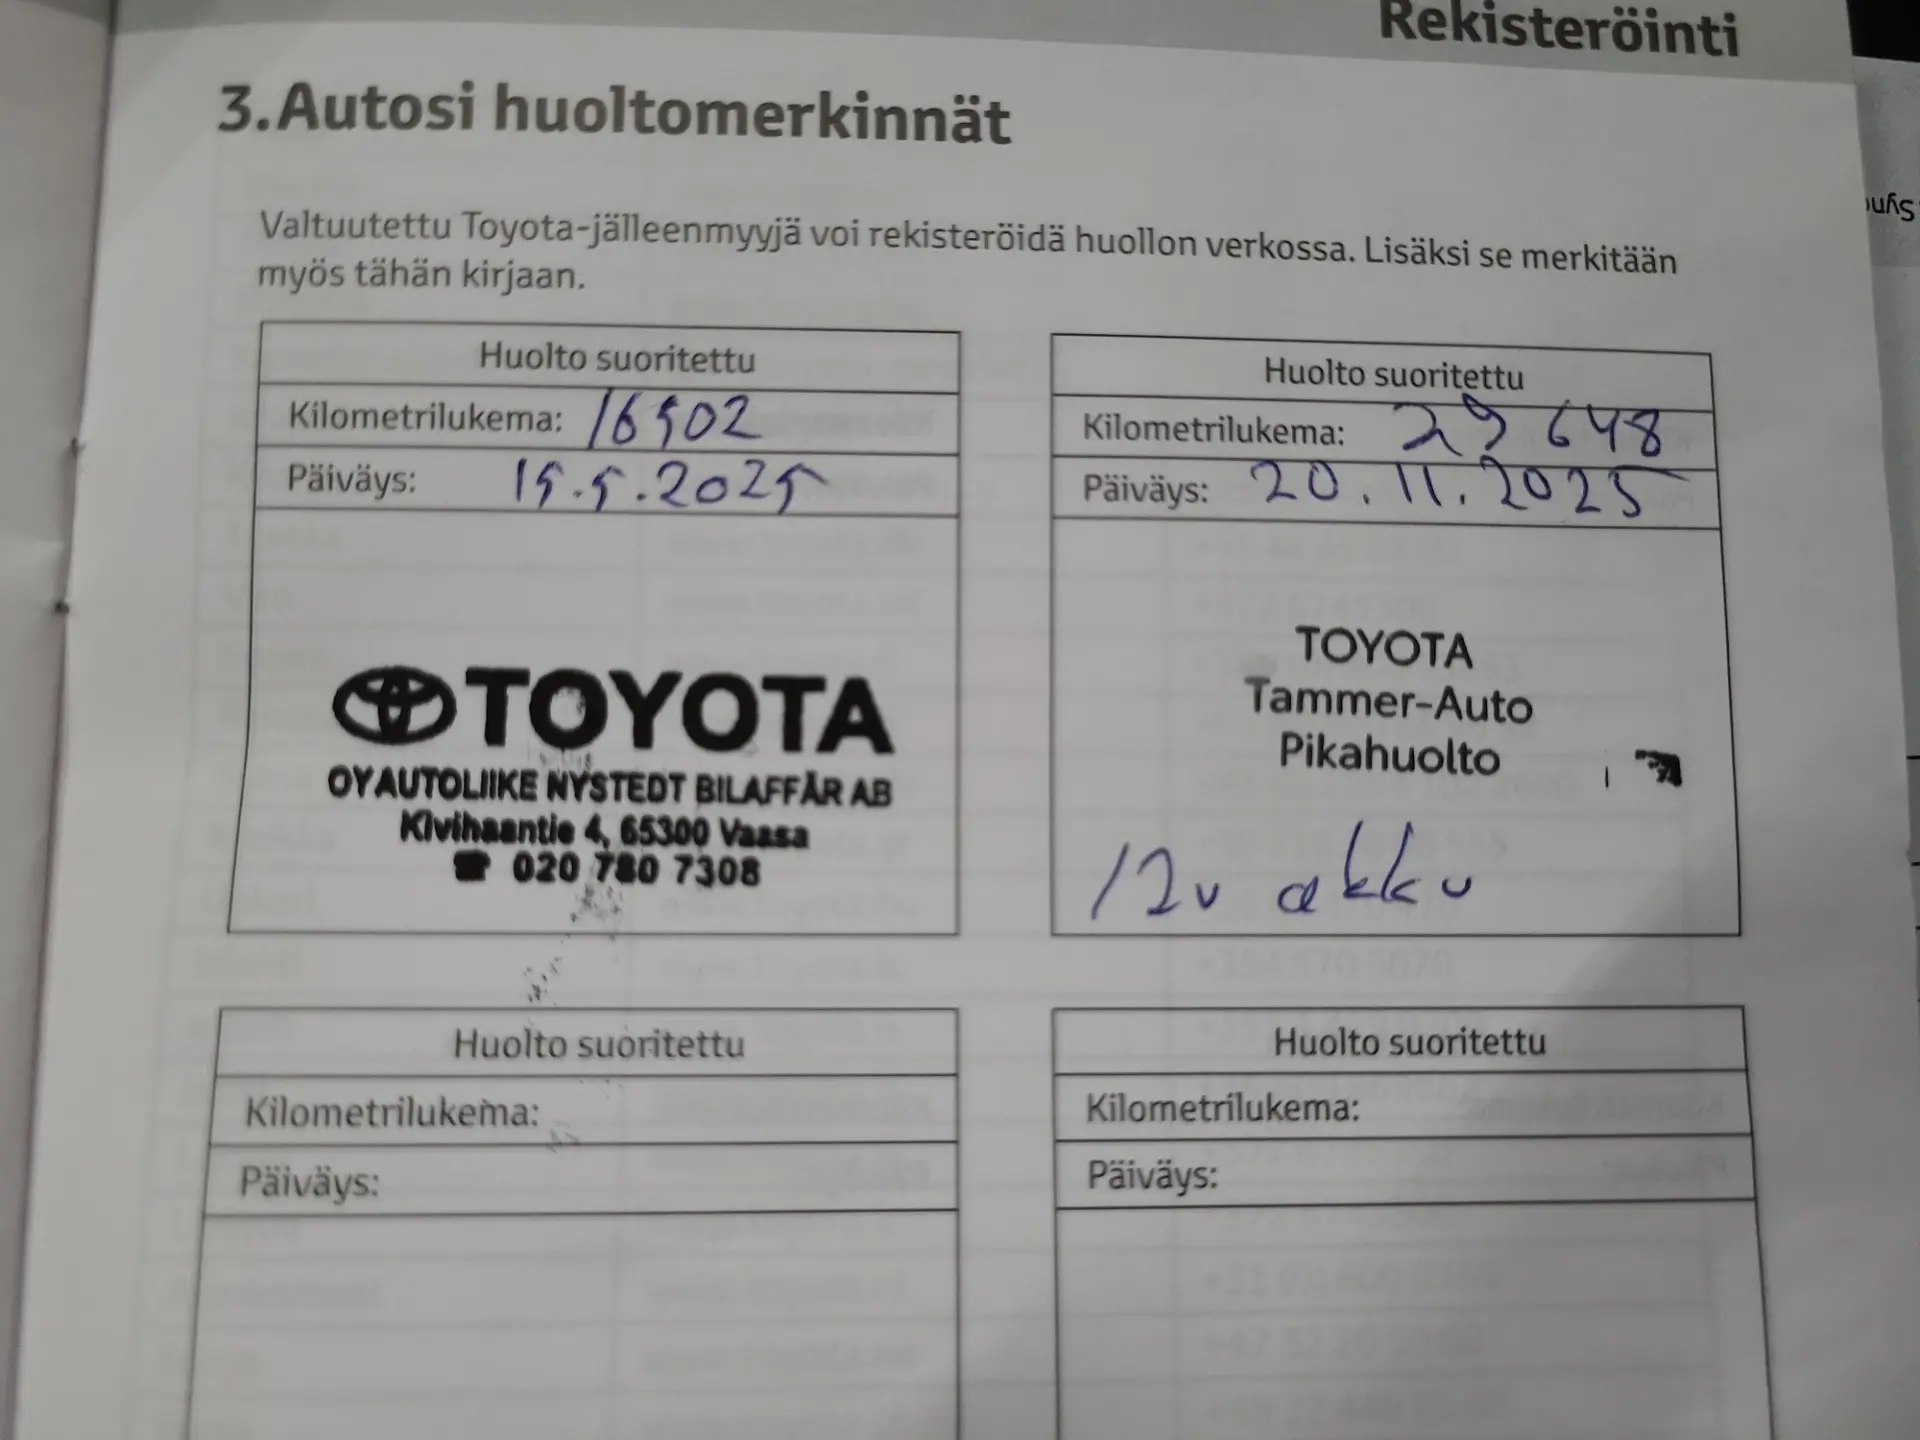 Rekisteröinti
3.Autosi huoltomerkinnät
Valtuutettu Toyota-jälleenmyyjä voi rekisteröidä huollon verkossa. Lisäksi se merkitään
myös tähän kirjaan.
Huolto suoritettu
Kilometrilukema: 16502
Päiväys: 15.5.2025
TOYOTA
OY AUTOLIIKE NYSTEDT BILAFFÄR AB
Kivihaantie 4, 65300 Vaasa
☎ 020 780 7308
Huolto suoritettu
Kilometrilukema: 29 648
Päiväys: 20.11.2025
TOYOTA
Tammer-Auto
Pikahuolto
12v akku
Huolto suoritettu
Kilometrilukema:
Päiväys:
Huolto suoritettu
Kilometrilukema:
Päiväys: